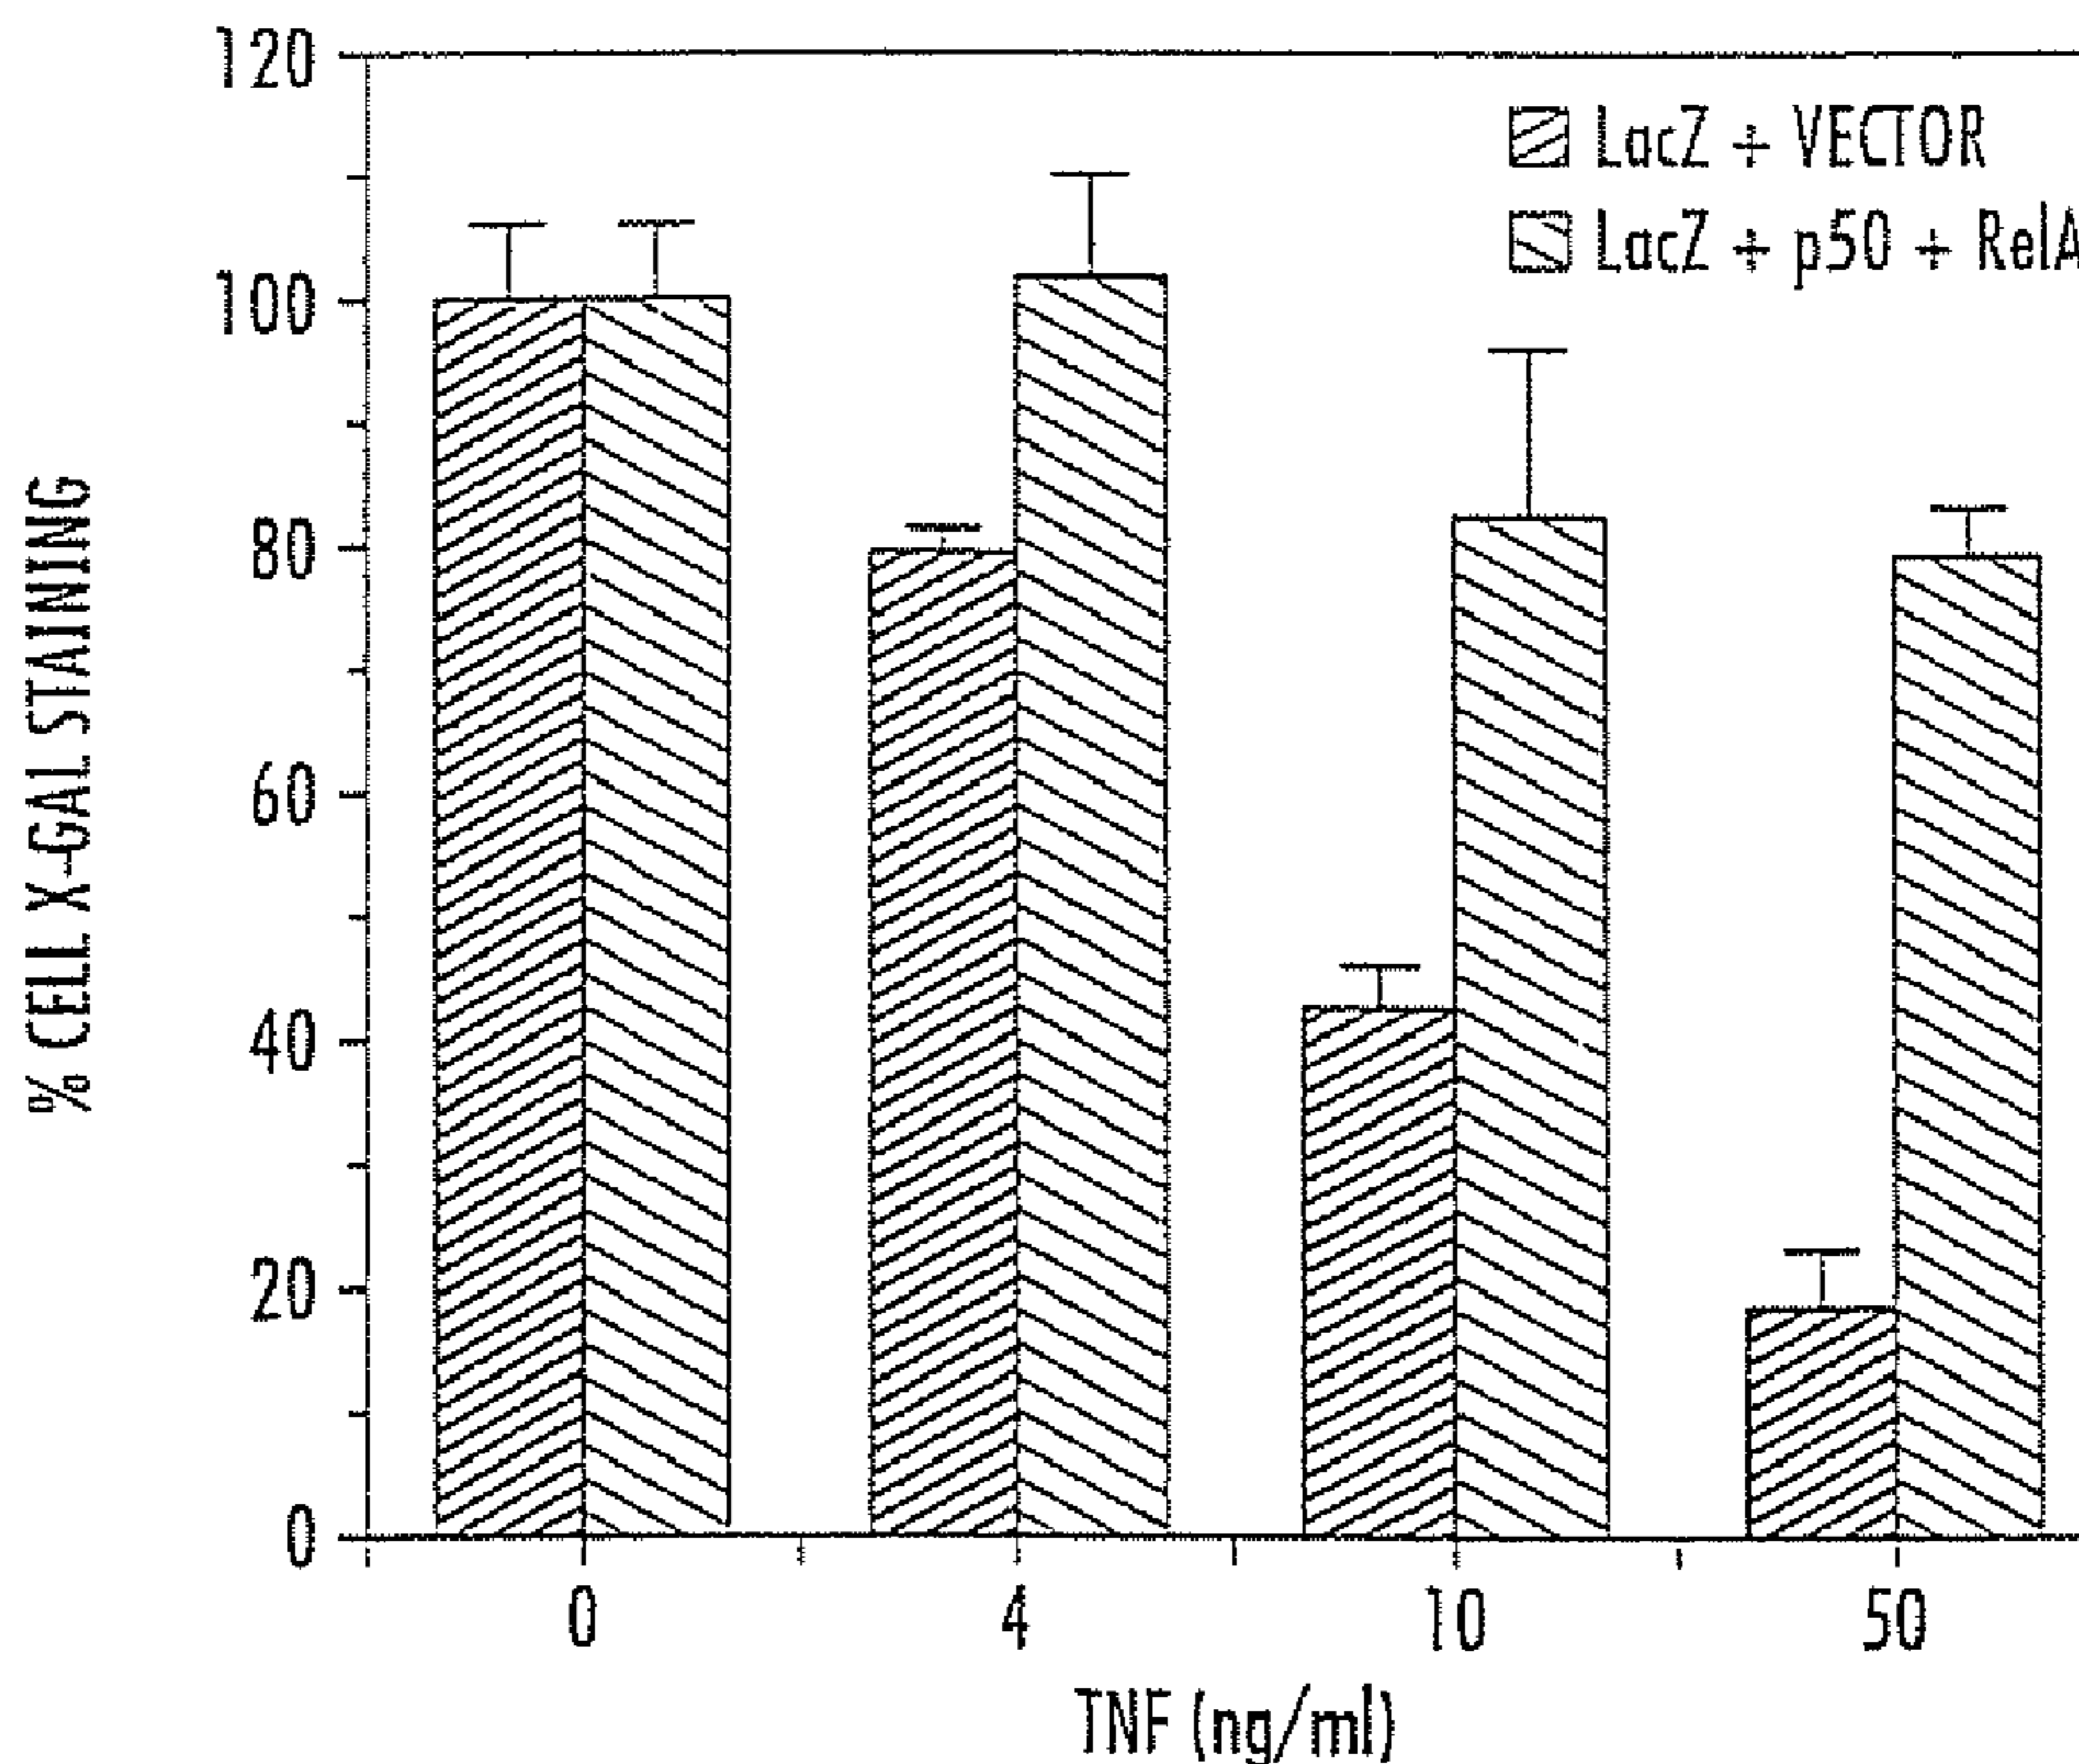 120
100
80
60
40
20
0
% CELL X-GAL STAINING
LacZ + VECTOR
LacZ + p50 + RelA
0 4 10 50
TNF (ng/ml)